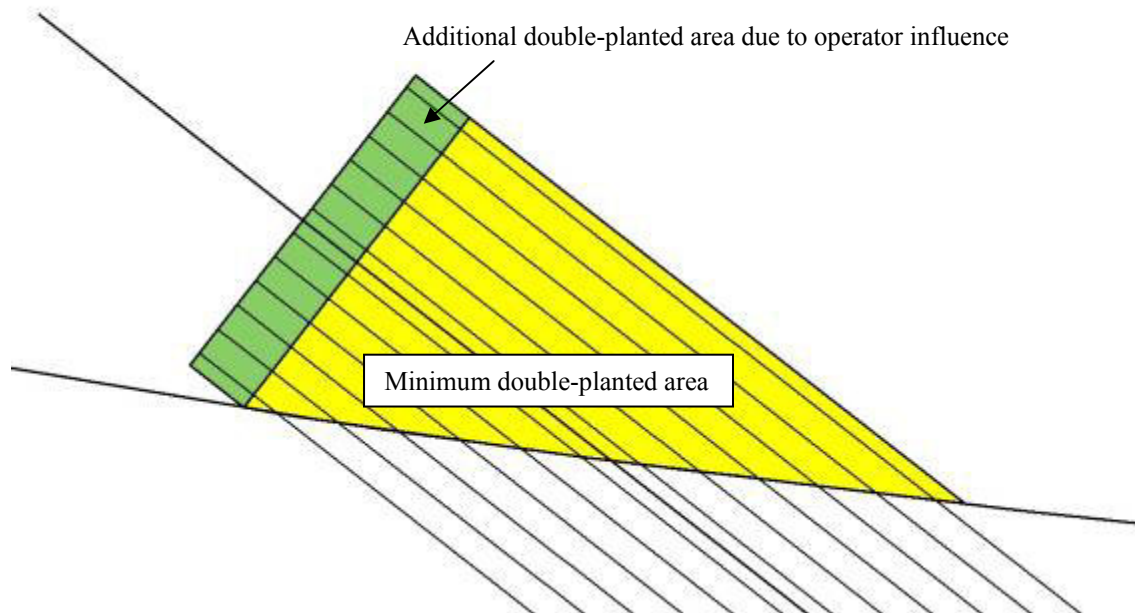 Additional double-planted area due to operator influence
Minimum double-planted area